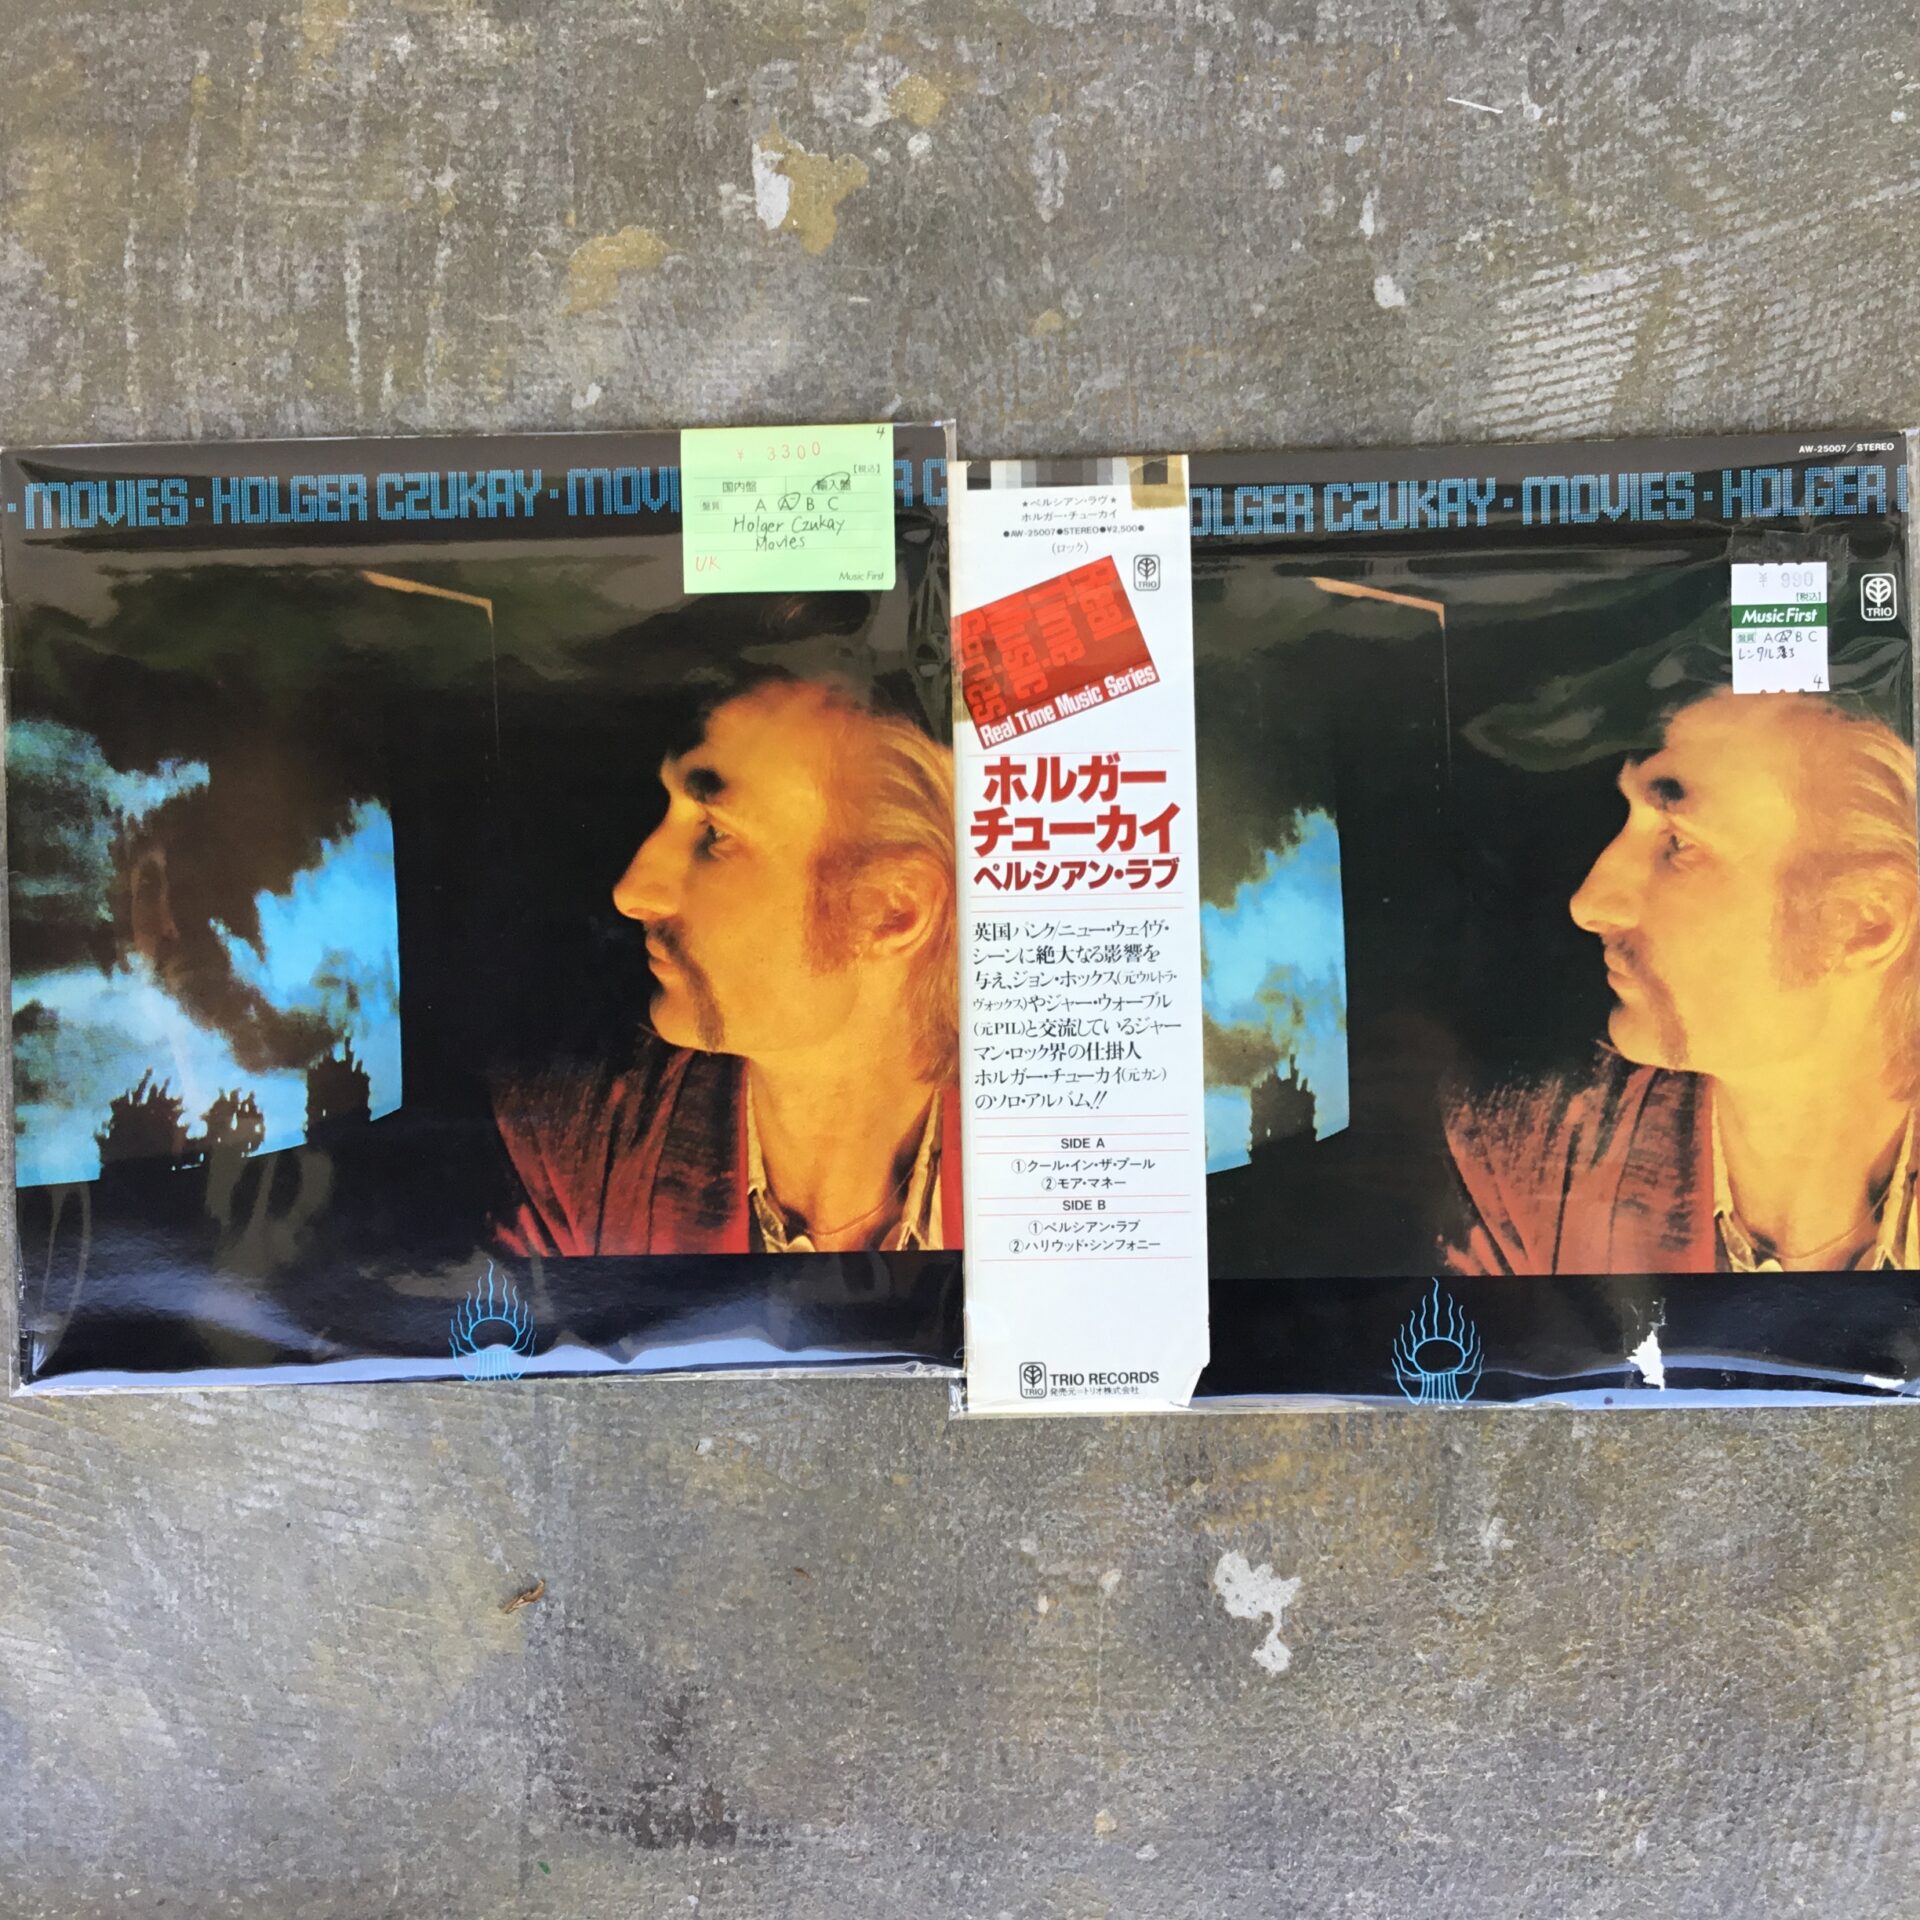 · MOVIES · HOLGER CZUKAY · MOVI
R C
¥ 3300
4
【税込】
国内盤 輸入盤
盤質 A A B C
Holger Czukay
Movies
UK
Music First
★ペルシアン・ラヴ★
ホルガー・チューカイ
●AW-25007●STEREO●¥2,500●
(ロック)
TRIO
Real
Time
Music
Series
Real Time Music Series
ホルガー
チューカイ
ペルシアン・ラブ
英国パンク/ニュー・ウェイヴ・
シーンに絶大なる影響を
与え、ジョン・ホックス(元ウルトラ・
ヴォックス)やジャー・ウォーブル
(元PIL)と交流しているジャー
マン・ロック界の仕掛人
ホルガー・チューカイ(元カン)
のソロ・アルバム!!
SIDE A
①クール・イン・ザ・プール
②モア・マネー
SIDE B
①ペルシアン・ラブ
②ハリウッド・シンフォニー
TRIO
TRIO RECORDS
発売元=トリオ株式会社
AW-25007/STEREO
OLGER CZUKAY · MOVIES · HOLGER
¥ 990
【税込】
Music First
盤質 A A B C
レンタル落ち
4
TRIO